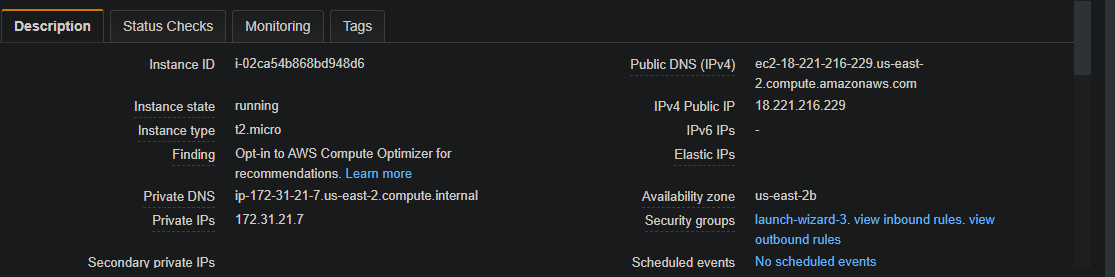 Description Status Checks Monitoring Tags
Instance ID i-02ca54b868bd948d6 Public DNS (IPv4) ec2-18-221-216-229.us-east-
2.compute.amazonaws.com
Instance state running IPv4 Public IP 18.221.216.229
Instance type t2.micro IPv6 IPs -
Finding Opt-in to AWS Compute Optimizer for Elastic IPs
recommendations. Learn more
Private DNS ip-172-31-21-7.us-east-2.compute.internal Availability zone us-east-2b
Private IPs 172.31.21.7 Security groups launch-wizard-3. view inbound rules. view
outbound rules
Secondary private IPs Scheduled events No scheduled events